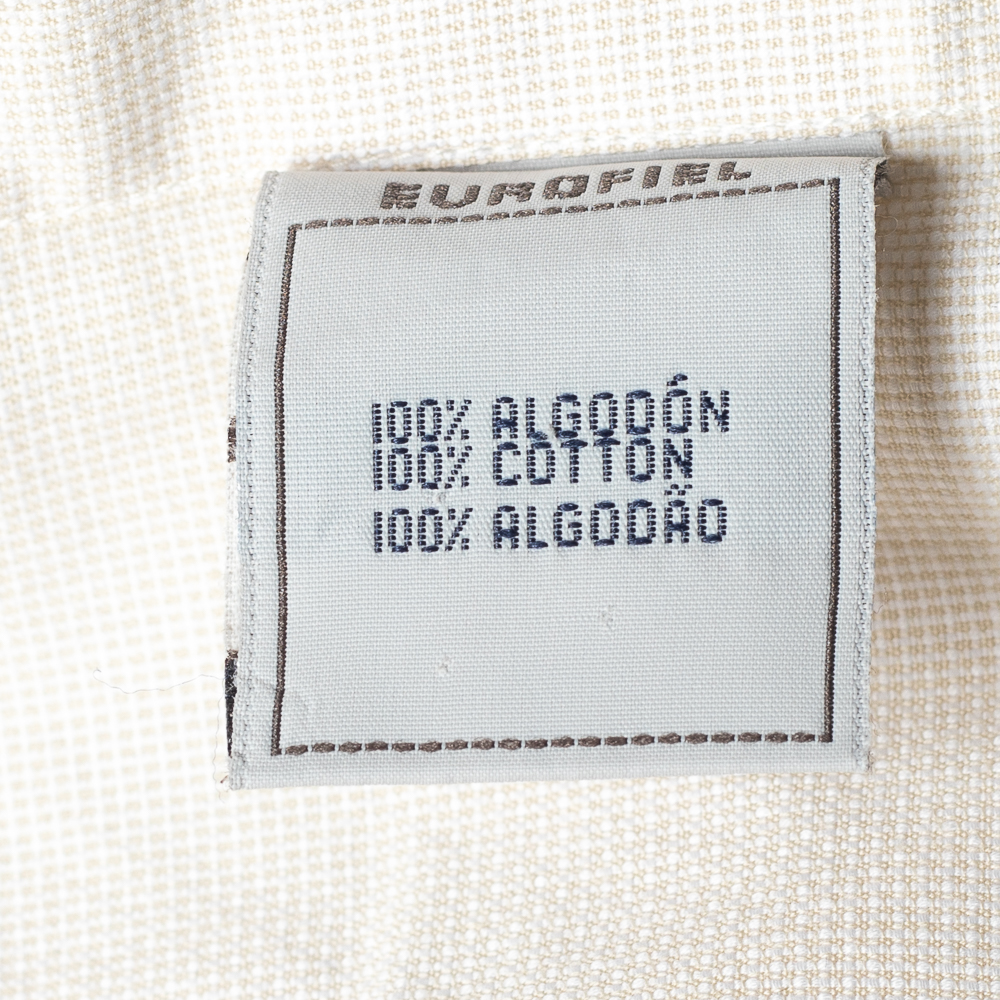 EUROFIEL
100% ALGODÓN
100% COTTON
100% ALGODÃO